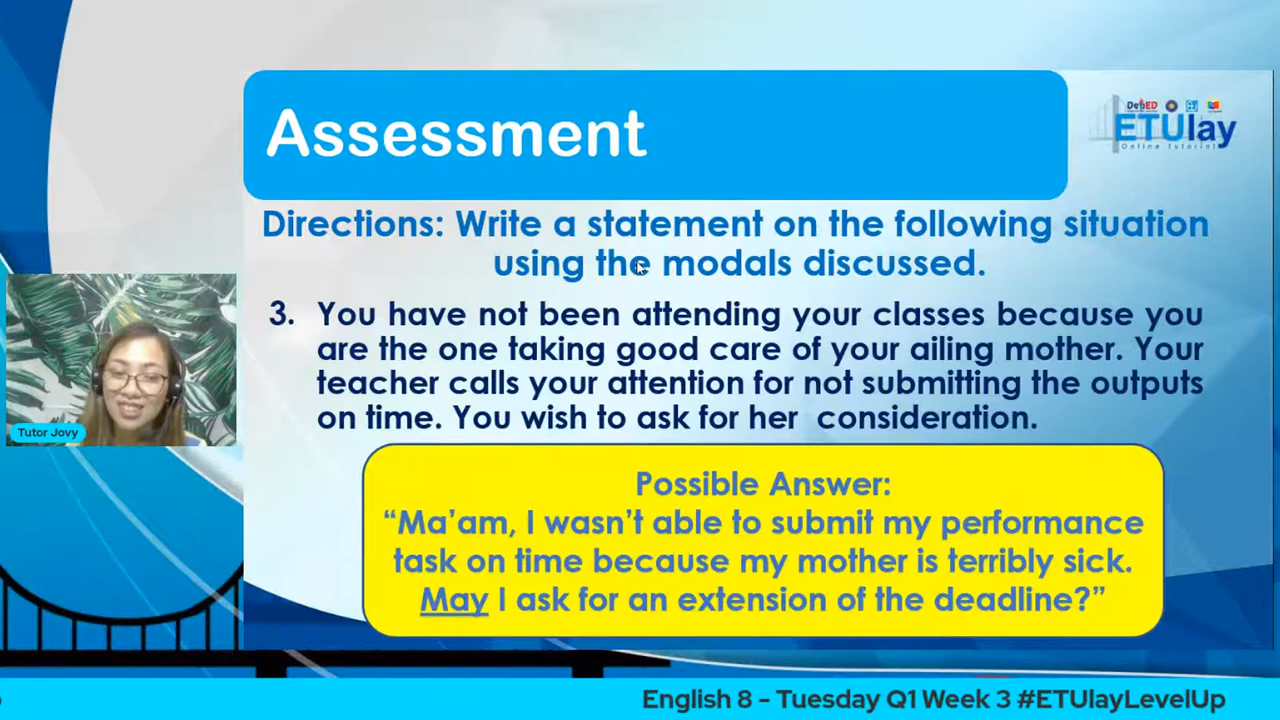 Assessment
DepED
ETUlay
Online Tutorial
Directions: Write a statement on the following situation
using the modals discussed.
3. You have not been attending your classes because you
are the one taking good care of your ailing mother. Your
teacher calls your attention for not submitting the outputs
on time. You wish to ask for her consideration.
Tutor Jovy
Possible Answer:
“Ma’am, I wasn’t able to submit my performance
task on time because my mother is terribly sick.
May I ask for an extension of the deadline?”
English 8 - Tuesday Q1 Week 3 #ETUlayLevelUp